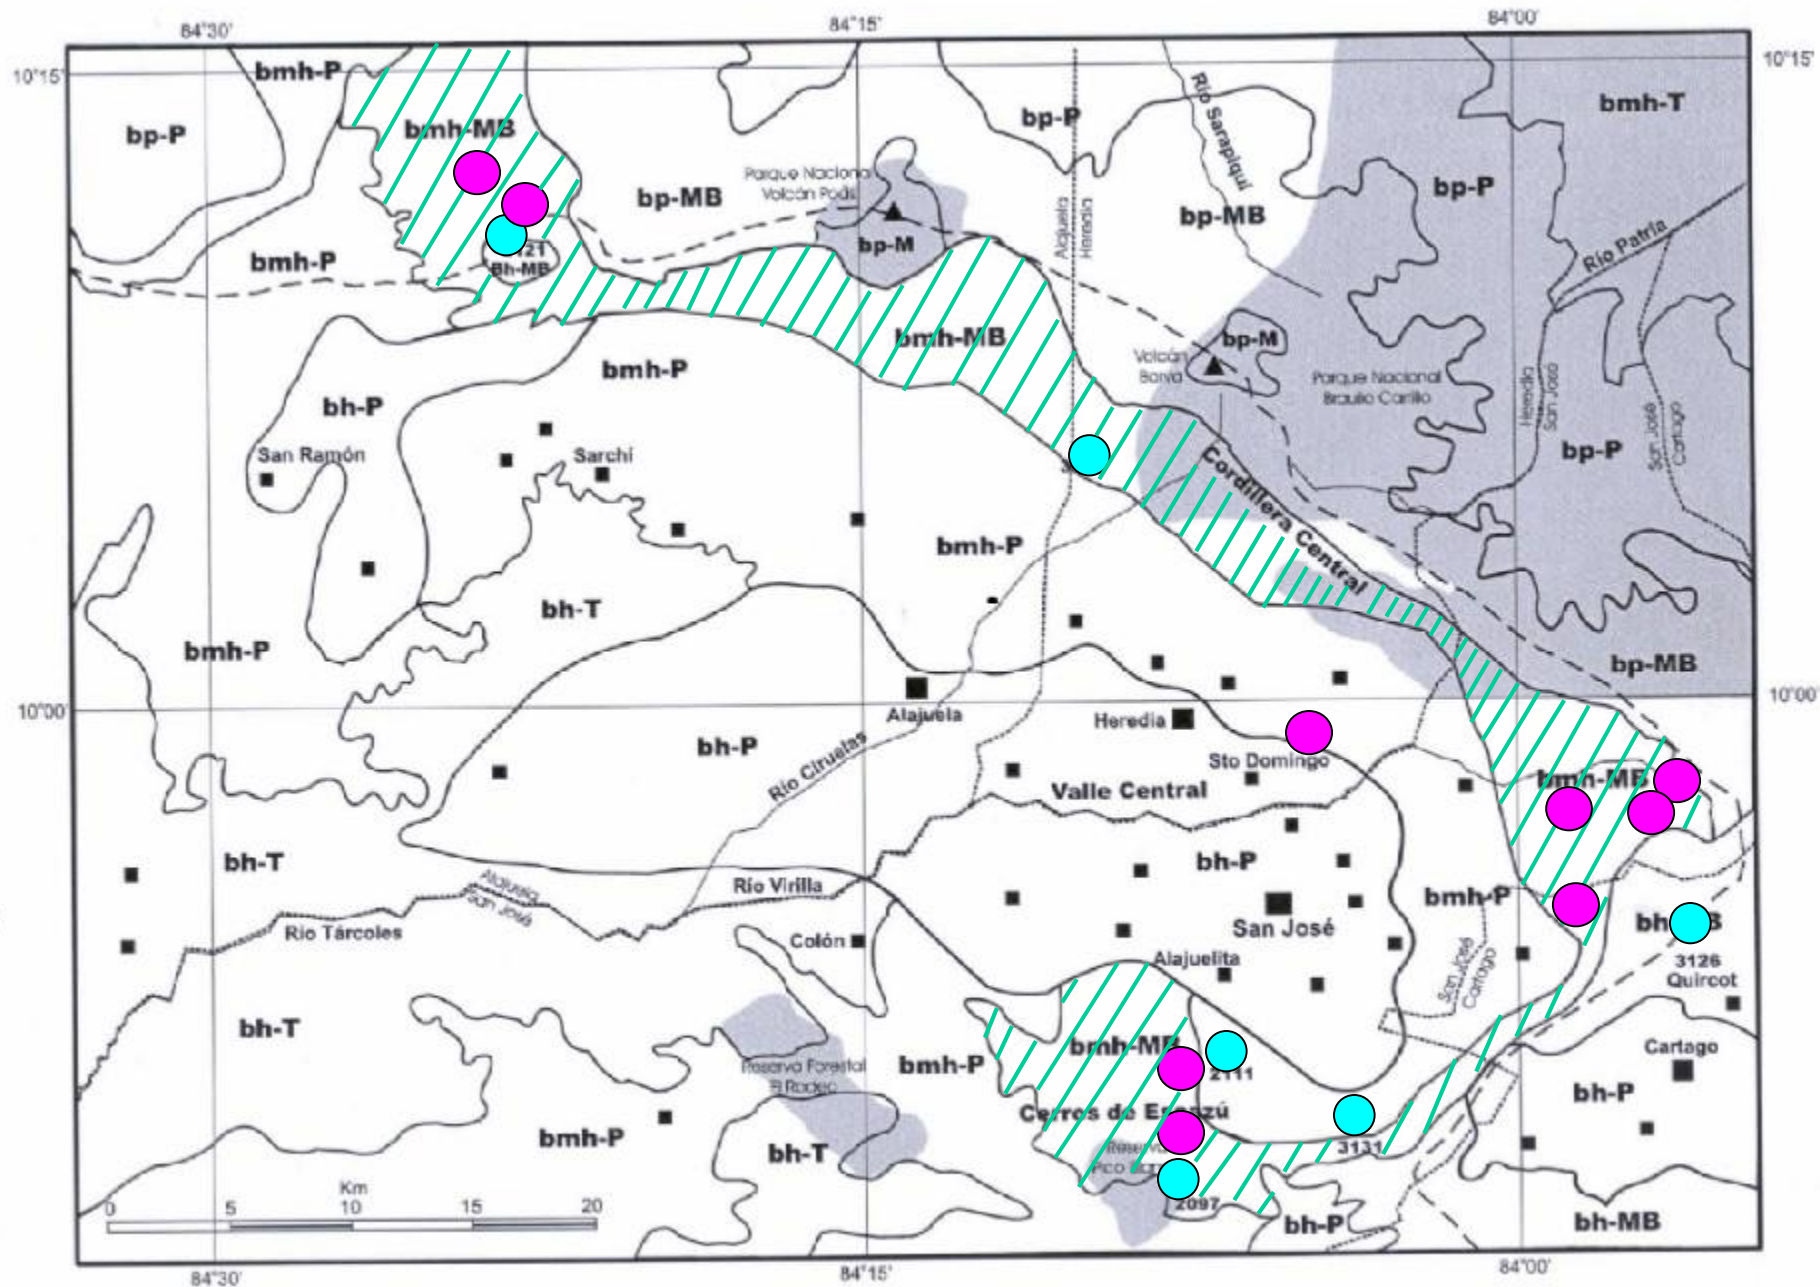 84°30'
84°15'
84°00'
10°15'
10°15'
bmh-P
bp-P
bmh-MB
bp-P
Río Sarapiquí
bmh-T
bp-P
Parque Nacional
Volcán Poás
bp-MB
bp-MB
Alajuela
Heredia
bp-M
Río Patria
bmh-P
Bh-MB
bmh-MB
bp-M
Volcán
Barva
Parque Nacional
Braulio Carrillo
Heredia
San José
San José
Cartago
bmh-P
bh-P
San Ramón
Sarchí
bp-P
Cordillera Central
bmh-P
bh-T
bmh-P
bp-MB
10°00'
10°00'
Alajuela
Heredia
bh-P
Río Ciruelas
Sto Domingo
Valle Central
bmh-MB
bh-T
bh-P
Río Virilla
Alajuela
San José
bmh-P
Río Tárcoles
Colón
San José
Alajuelita
San José
Cartago
3126
Quircot
bh-T
bmh-MB
Cartago
2111
bmh-P
Reserva Forestal
El Rodeo
bh-P
Cerros de Escazú
bmh-P
bh-T
Reserva
3131
2097
bh-P
bh-MB
Km
0 5 10 15 20
84°30'
84°15'
84°00'